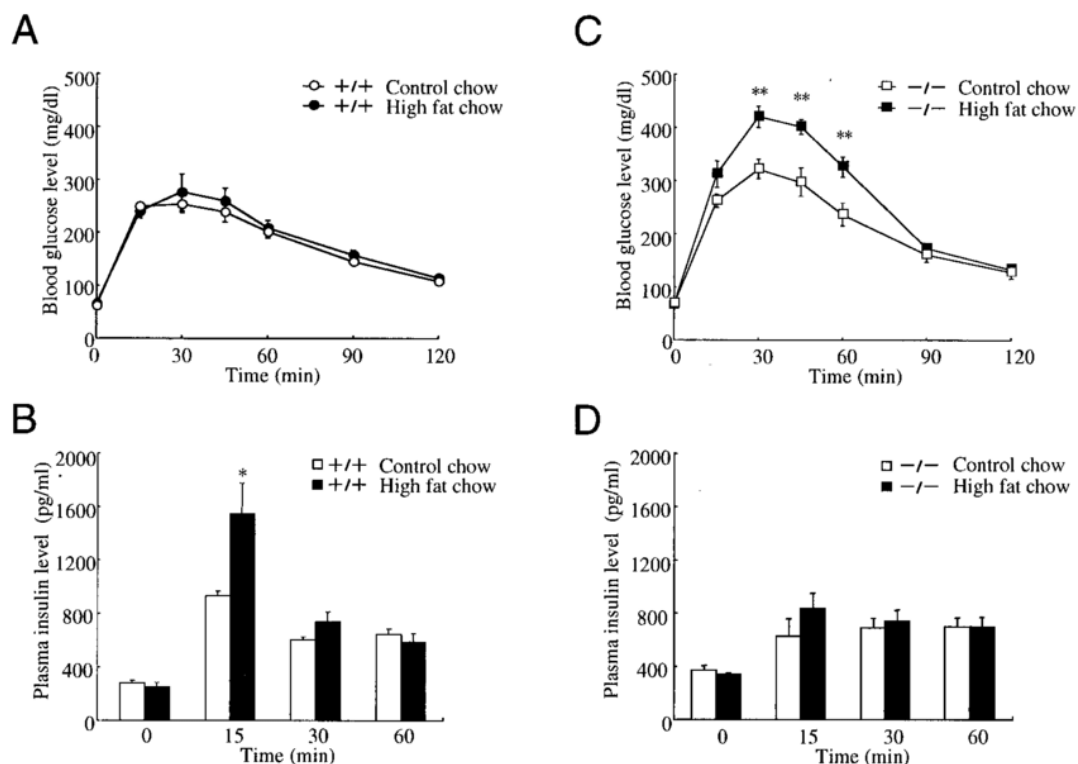 A
500
400
300
200
100
0
Blood glucose level (mg/dl)
+/+ Control chow
+/+ High fat chow
0 30 60 90 120
Time (min)
C
500
400
300
200
100
0
Blood glucose level (mg/dl)
** ** **
−/− Control chow
−/− High fat chow
0 30 60 90 120
Time (min)
B
2000
1600
1200
800
400
0
Plasma insulin level (pg/ml)
*
+/+ Control chow
+/+ High fat chow
0 15 30 60
Time (min)
D
2000
1600
1200
800
400
0
Plasma insulin level (pg/ml)
−/− Control chow
−/− High fat chow
0 15 30 60
Time (min)